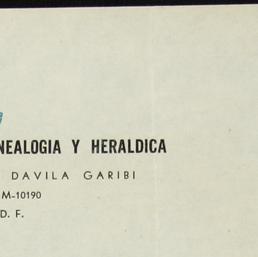 NEALOGIA Y HERALDICA
DAVILA GARIBI
M-10190
D. F.